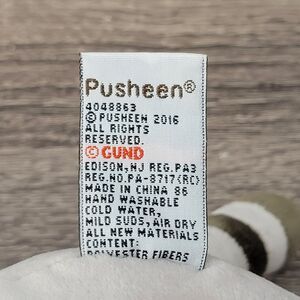 Pusheen®
4048863
© PUSHEEN 2016
ALL RIGHTS
RESERVED.
© GUND
EDISON, NJ REG.PA3
REG.NO.PA-8717(RC)
MADE IN CHINA 86
HAND WASHABLE
COLD WATER,
MILD SUDS, AIR DRY
ALL NEW MATERIALS
CONTENT:
POLYESTER FIBERS